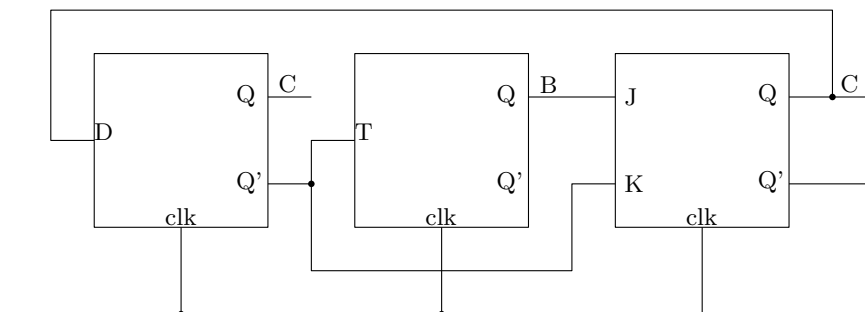 Q C Q B Q C
J
D T
Q' Q' K Q'
clk clk clk